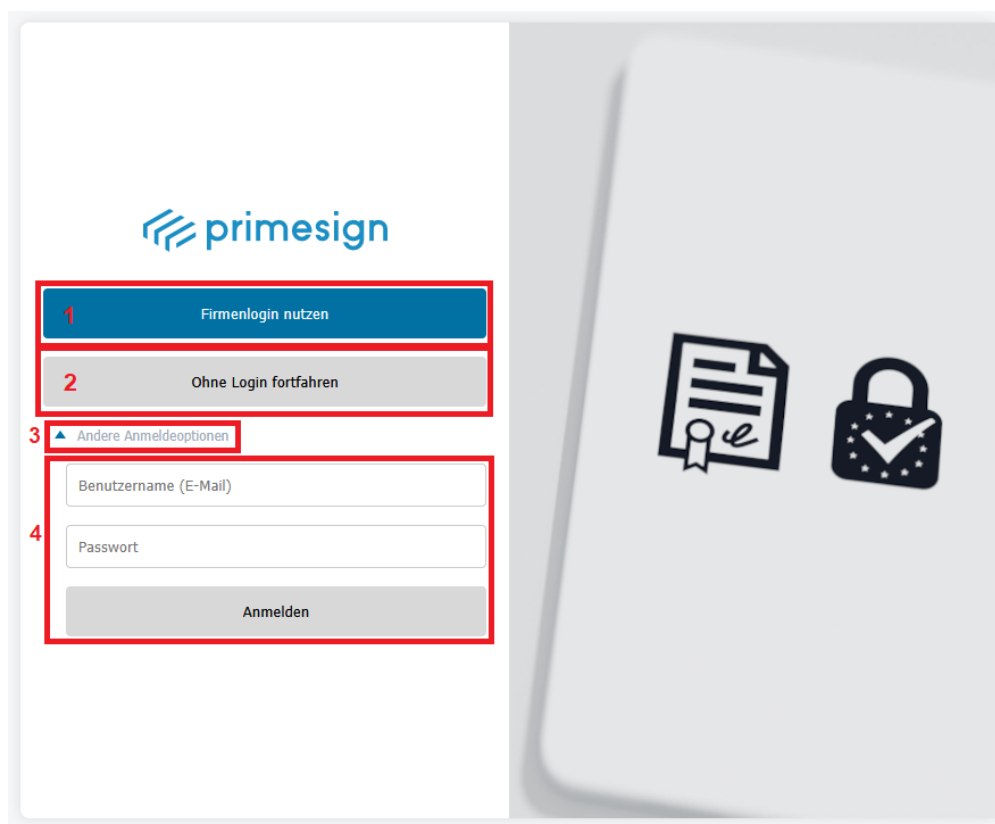 primesign
1 Firmenlogin nutzen
2 Ohne Login fortfahren
3 Andere Anmeldeoptionen
Benutzername (E-Mail)
4
Passwort
Anmelden